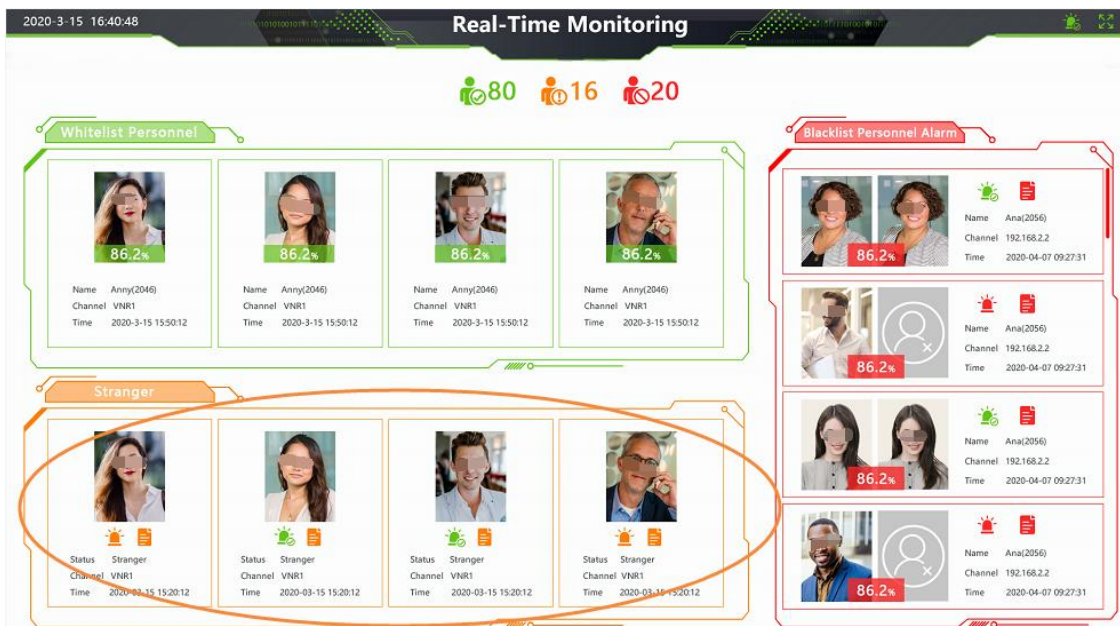 2020-3-15 16:40:48
Real-Time Monitoring
80 16 20
Whitelist Personnel
86.2%
Name Anny(2046)
Channel VNR1
Time 2020-3-15 15:50:12
86.2%
Name Anny(2046)
Channel VNR1
Time 2020-3-15 15:50:12
86.2%
Name Anny(2046)
Channel VNR1
Time 2020-3-15 15:50:12
86.2%
Name Anny(2046)
Channel VNR1
Time 2020-3-15 15:50:12
Stranger
Status Stranger
Channel VNR1
Time 2020-03-15 15:20:12
Status Stranger
Channel VNR1
Time 2020-03-15 15:20:12
Status Stranger
Channel VNR1
Time 2020-03-15 15:20:12
Status Stranger
Channel VNR1
Time 2020-03-15 15:20:12
Blacklist Personnel Alarm
86.2%
Name Ana(2056)
Channel 192.168.2.2
Time 2020-04-07 09:27:31
86.2%
Name Ana(2056)
Channel 192.168.2.2
Time 2020-04-07 09:27:31
86.2%
Name Ana(2056)
Channel 192.168.2.2
Time 2020-04-07 09:27:31
86.2%
Name Ana(2056)
Channel 192.168.2.2
Time 2020-04-07 09:27:31